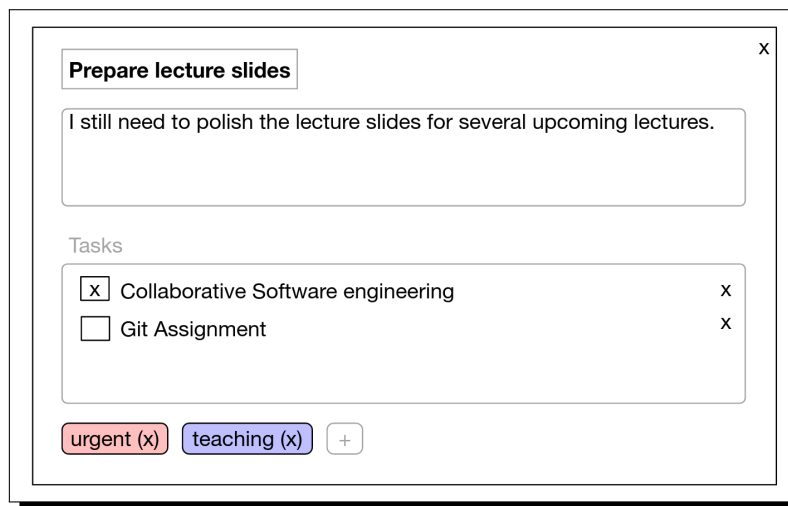 x
Prepare lecture slides
I still need to polish the lecture slides for several upcoming lectures.
Tasks
x Collaborative Software engineering x
Git Assignment x
urgent (x) teaching (x) +